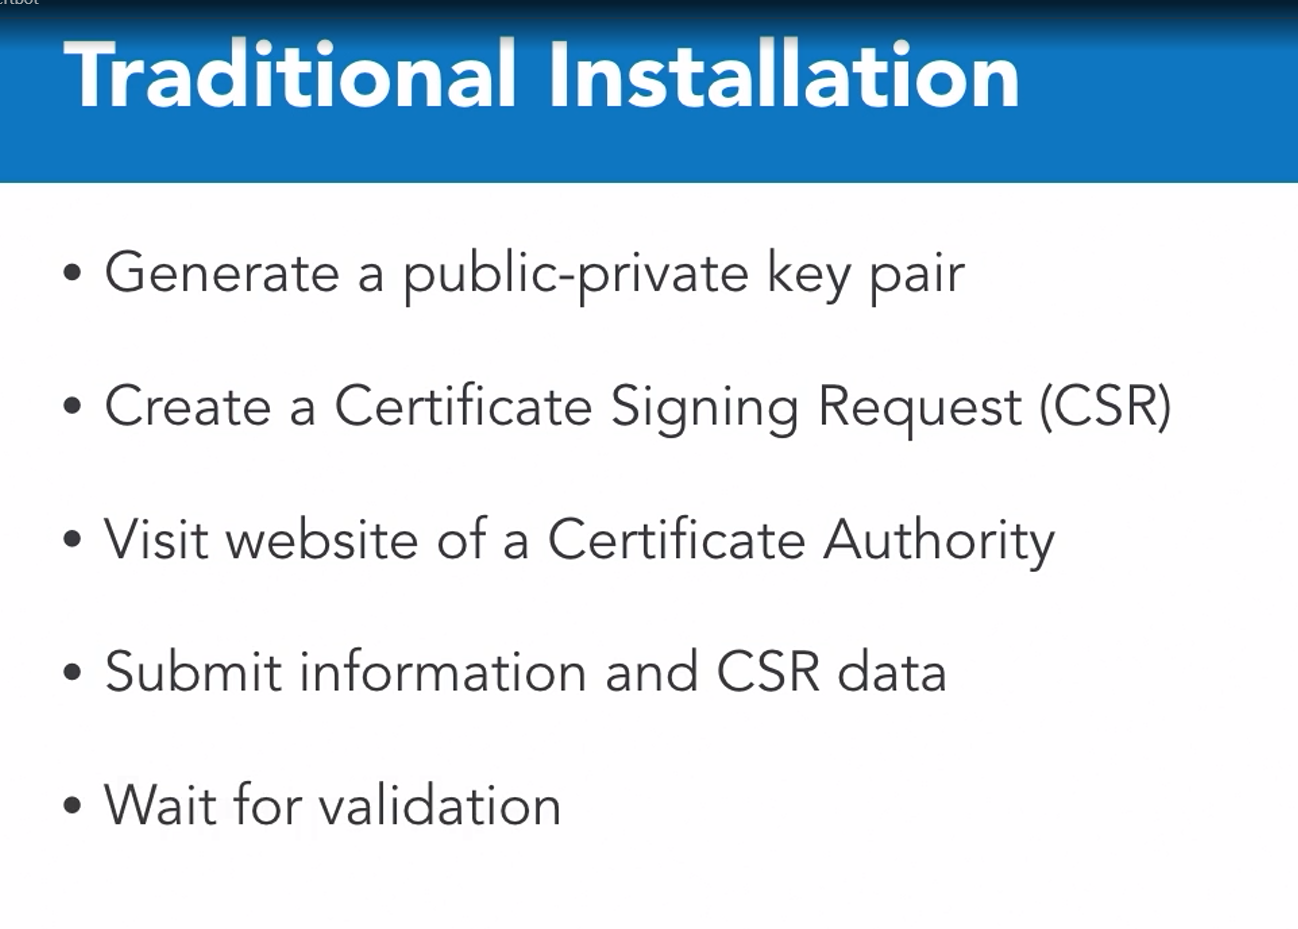 Traditional Installation
• Generate a public-private key pair
• Create a Certificate Signing Request (CSR)
• Visit website of a Certificate Authority
• Submit information and CSR data
• Wait for validation